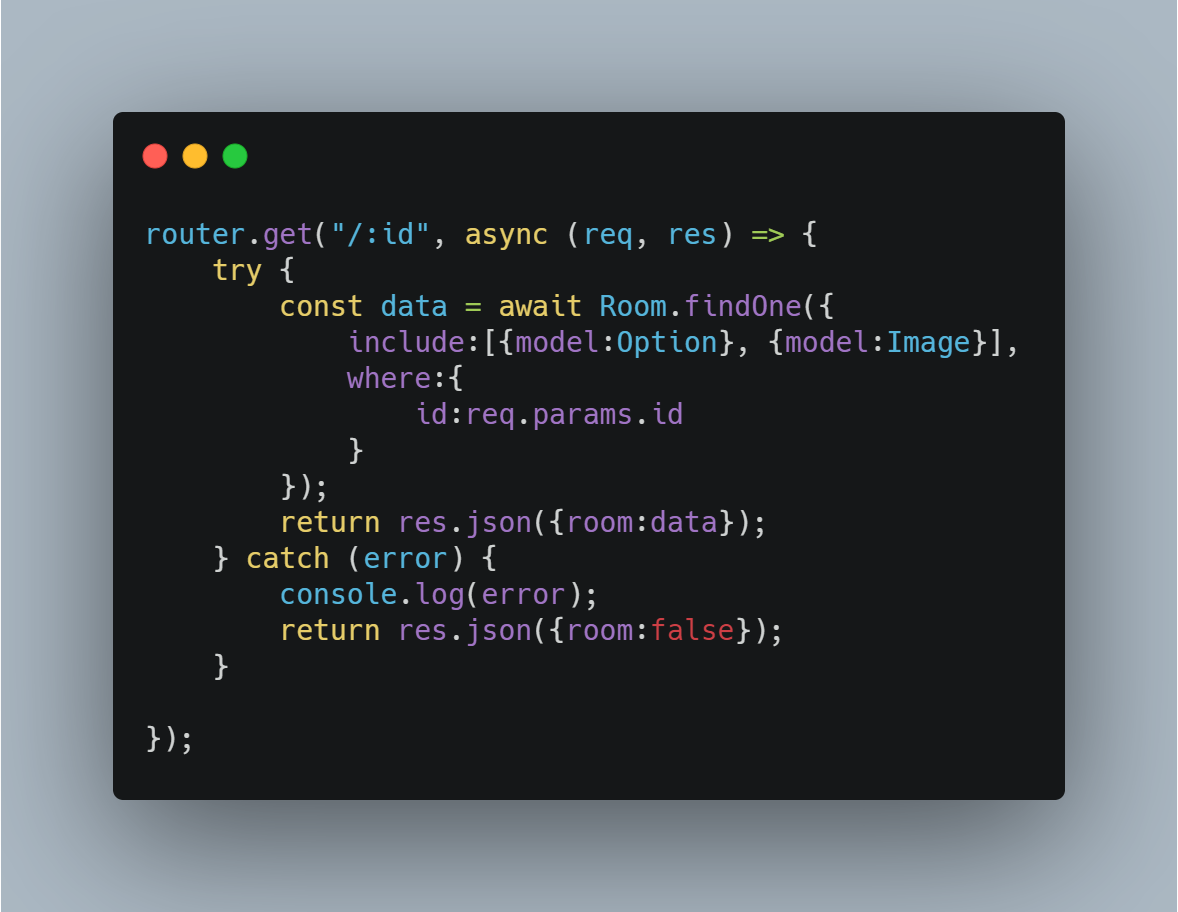 router.get("/:id", async (req, res) => {
    try {
        const data = await Room.findOne({
            include:[{model:Option}, {model:Image}],
            where:{
                id:req.params.id
            }
        });
        return res.json({room:data});
    } catch (error) {
        console.log(error);
        return res.json({room:false});
    }

});